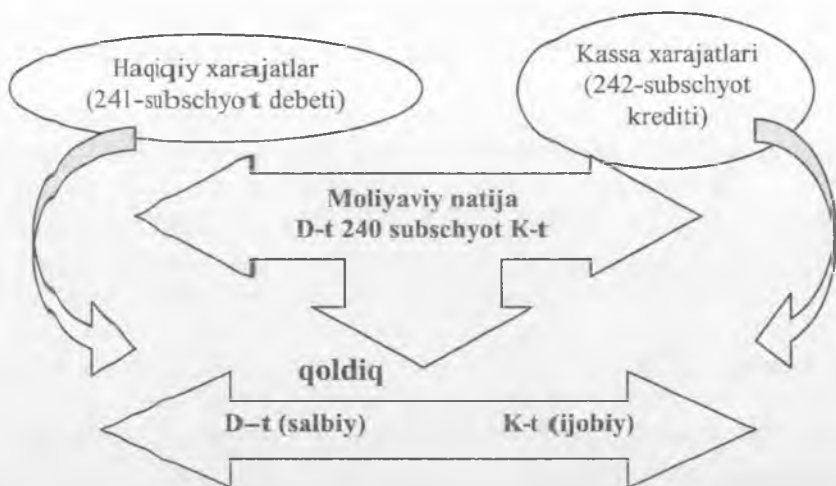 Haqiqiy xarajatlar
(241-subschyot debeti)
Kassa xarajatlari
(242-subschyot
krediti)
Moliyaviy natija
D-t 240 subschyot K-t
qoldiq
D–t (salbiy) K-t (ijobiy)